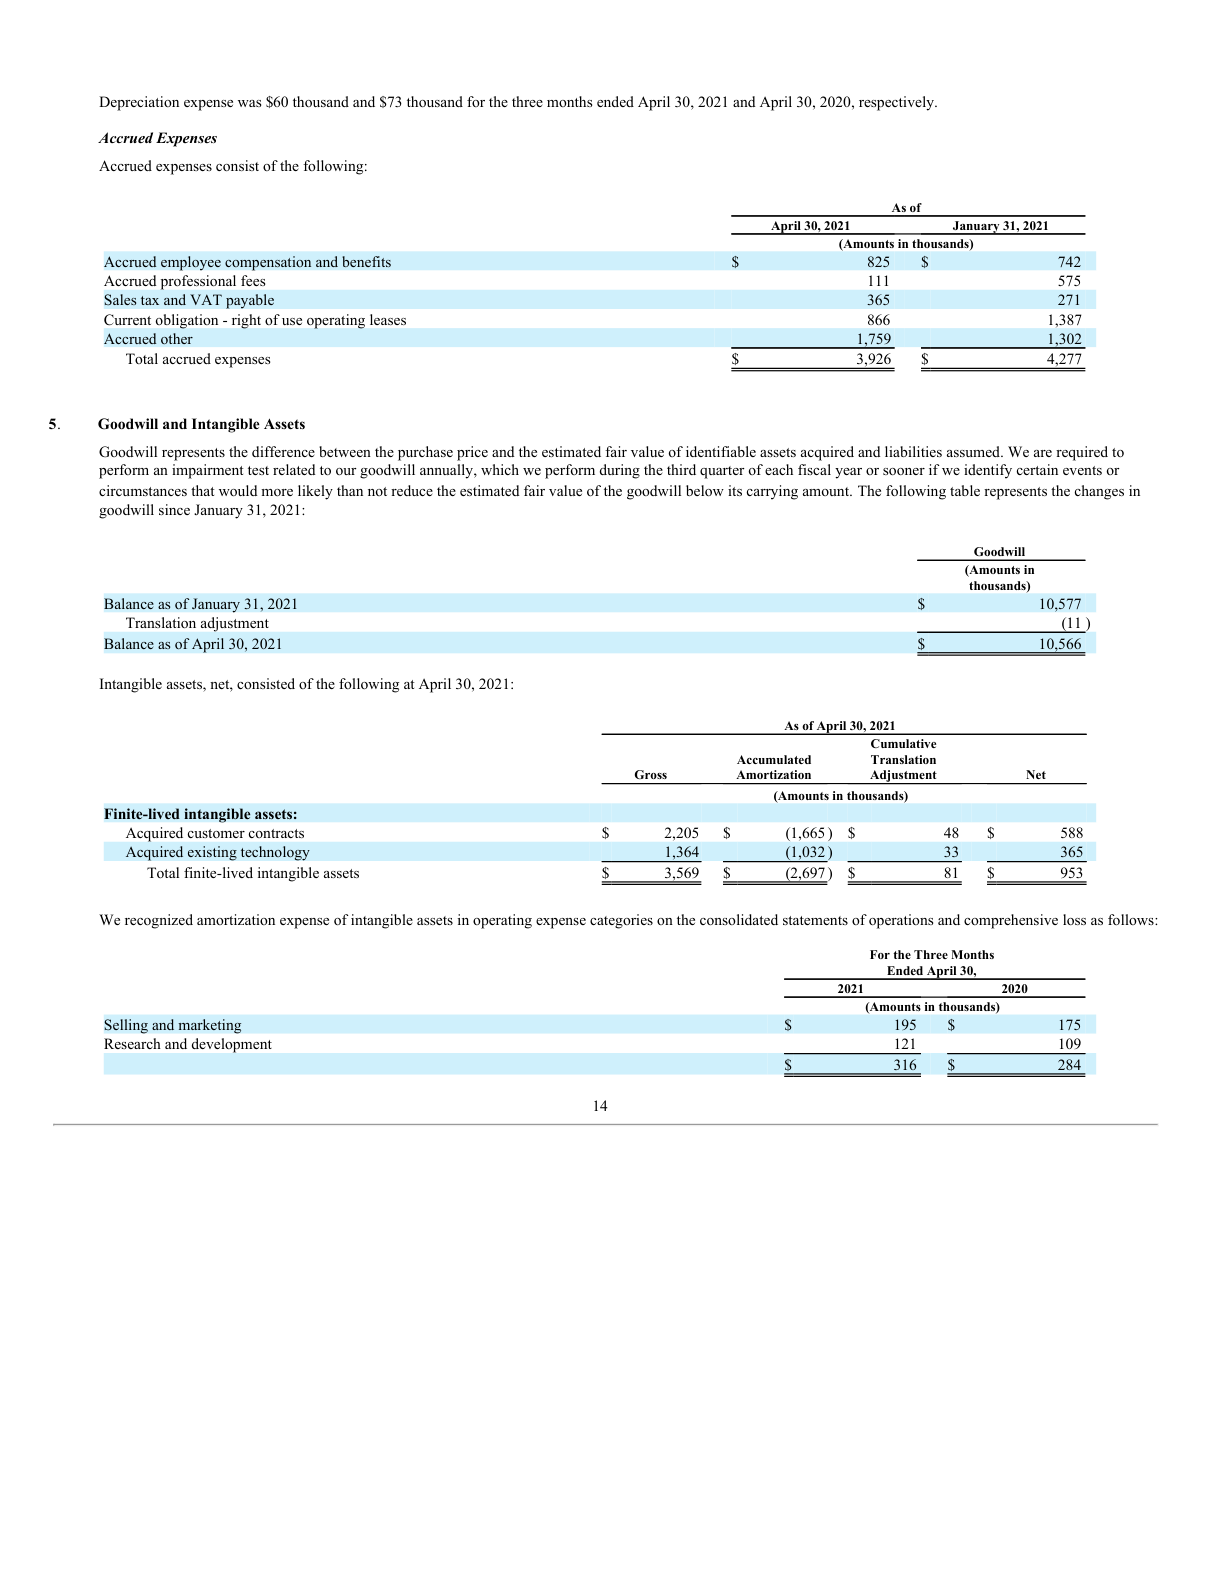 Depreciation expense was $60 thousand and $73 thousand for the three months ended April 30, 2021 and April 30, 2020, respectively.
Accrued Expenses
Accrued expenses consist of the following:
As of
April 30, 2021 January 31, 2021
(Amounts in thousands)
Accrued employee compensation and benefits $ 825 $ 742
Accrued professional fees 111 575
Sales tax and VAT payable 365 271
Current obligation - right of use operating leases 866 1,387
Accrued other 1,759 1,302
Total accrued expenses $ 3,926 $ 4,277
5. Goodwill and Intangible Assets
Goodwill represents the difference between the purchase price and the estimated fair value of identifiable assets acquired and liabilities assumed. We are required to
perform an impairment test related to our goodwill annually, which we perform during the third quarter of each fiscal year or sooner if we identify certain events or
circumstances that would more likely than not reduce the estimated fair value of the goodwill below its carrying amount. The following table represents the changes in
goodwill since January 31, 2021:
Goodwill
(Amounts in
thousands)
Balance as of January 31, 2021 $ 10,577
Translation adjustment (11 )
Balance as of April 30, 2021 $ 10,566
Intangible assets, net, consisted of the following at April 30, 2021:
As of April 30, 2021
Cumulative
Accumulated Translation
Gross Amortization Adjustment Net
(Amounts in thousands)
Finite-lived intangible assets:
Acquired customer contracts $ 2,205 $ (1,665 ) $ 48 $ 588
Acquired existing technology 1,364 (1,032 ) 33 365
Total finite-lived intangible assets $ 3,569 $ (2,697 ) $ 81 $ 953
We recognized amortization expense of intangible assets in operating expense categories on the consolidated statements of operations and comprehensive loss as follows:
For the Three Months
Ended April 30,
2021 2020
(Amounts in thousands)
Selling and marketing $ 195 $ 175
Research and development 121 109
$ 316 $ 284
14